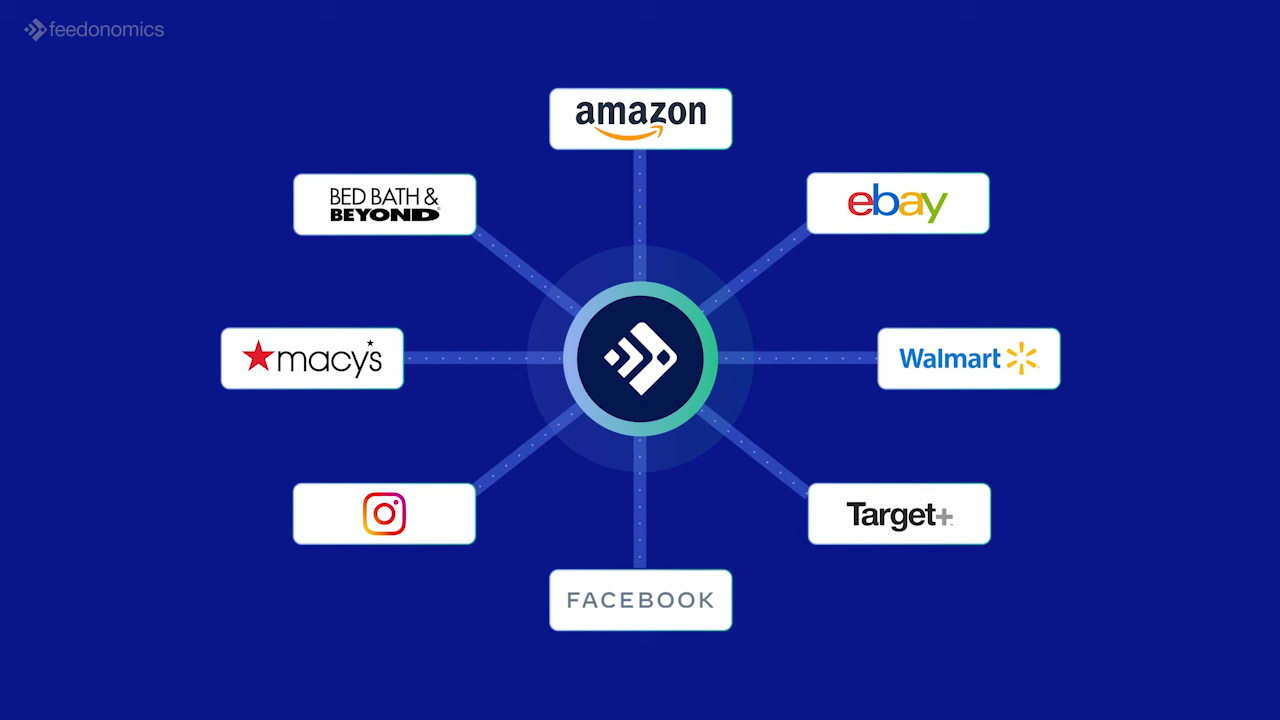 feedonomics
amazon
BED BATH &
BEYOND
ebay
macy's
Walmart
Target+
FACEBOOK